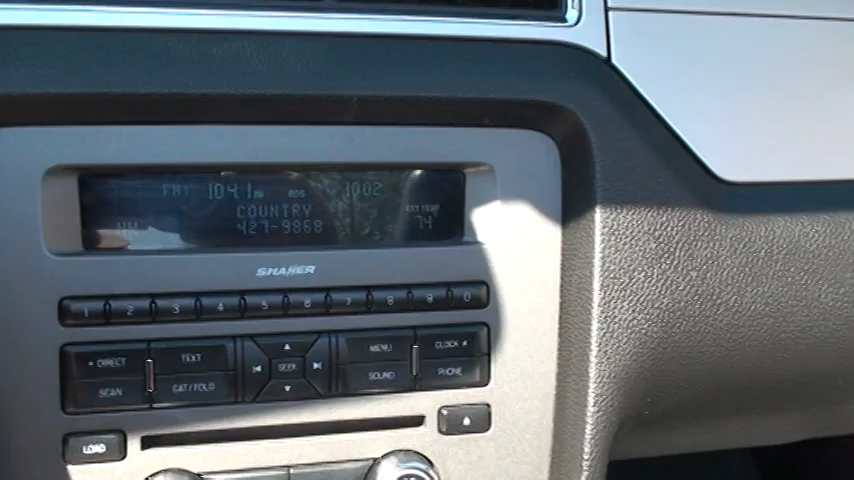 FM1 104.1 RDS 1002
COUNTRY
EXT TEMP
NW 427-9868 74
SHAKER
1 2 3 4 5 6 7 8 9 0
DIRECT TEXT MENU CLOCK
SEEK
SCAN CAT/FOLD SOUND PHONE
LOAD